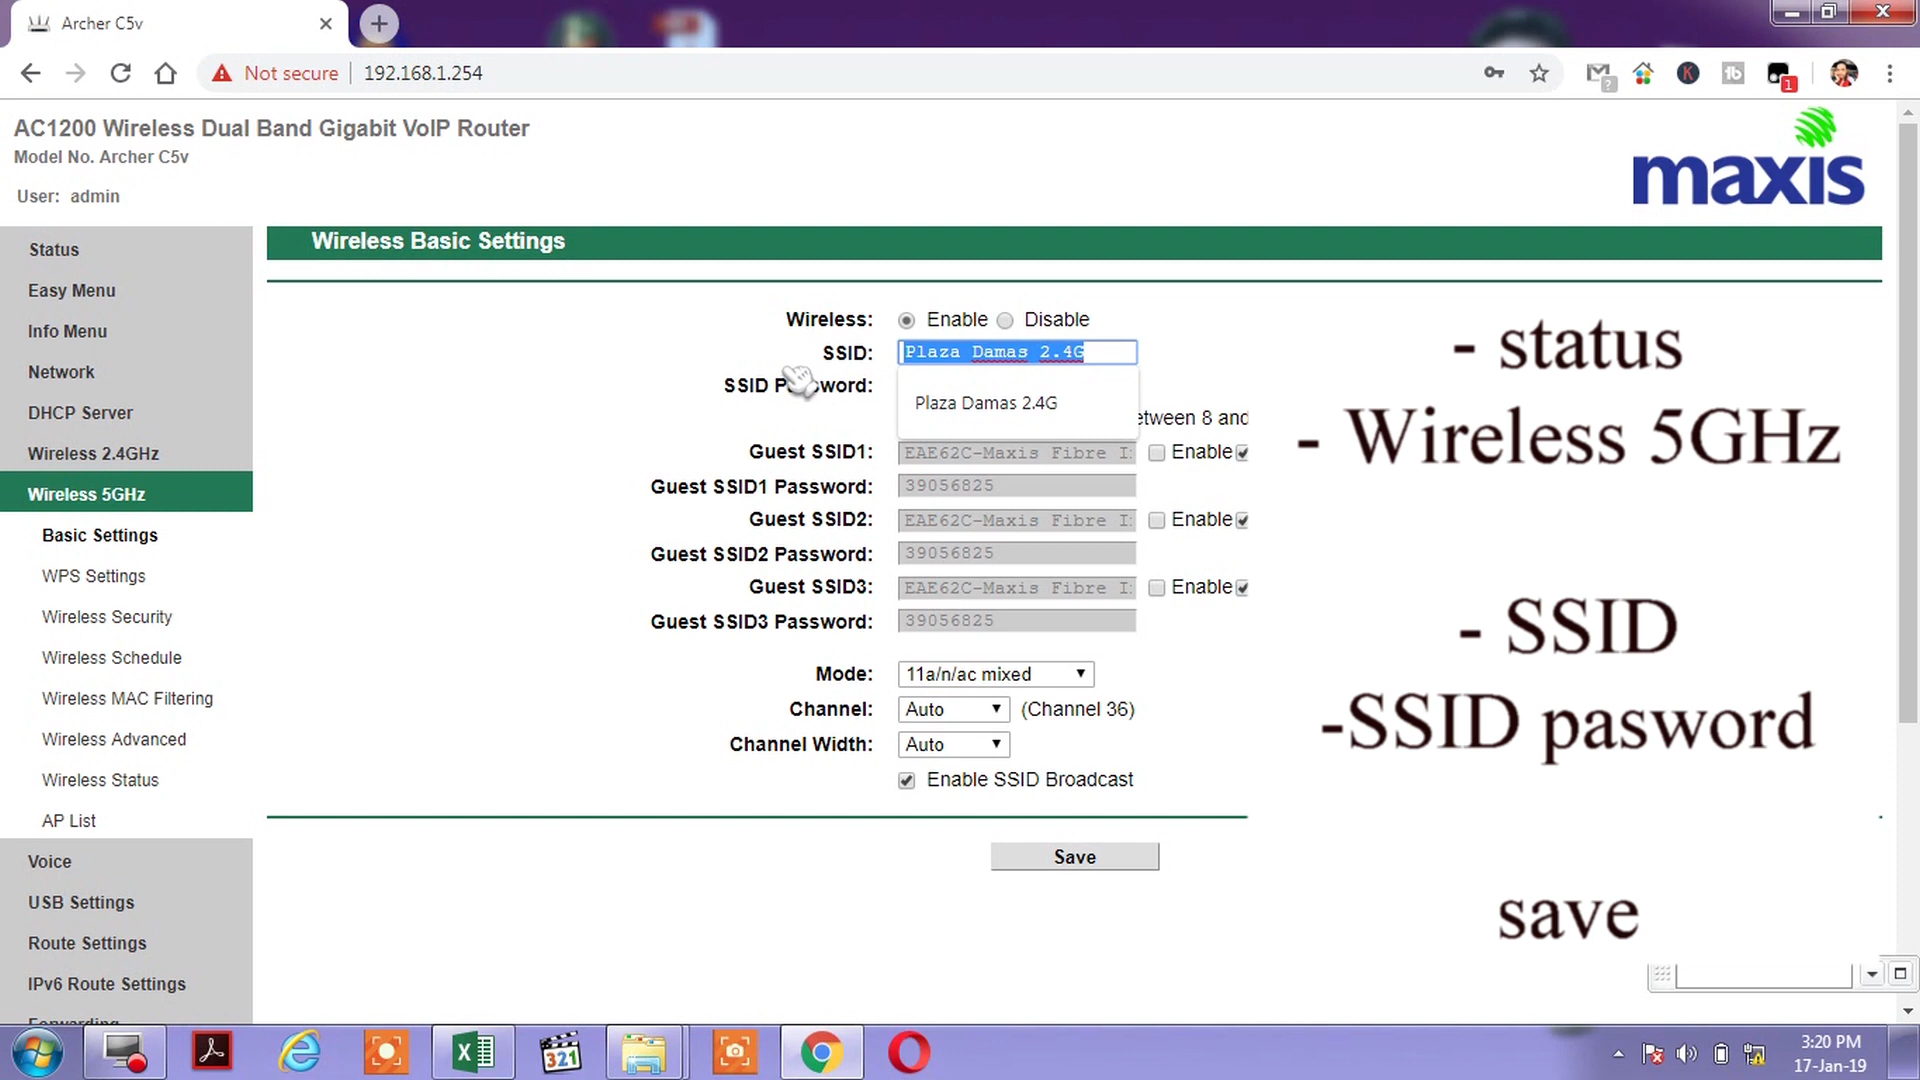 Archer C5v
Not secure 192.168.1.254
AC1200 Wireless Dual Band Gigabit VoIP Router
Model No. Archer C5v
User: admin
maxis
Status
Easy Menu
Info Menu
Network
DHCP Server
Wireless 2.4GHz
Wireless 5GHz
Basic Settings
WPS Settings
Wireless Security
Wireless Schedule
Wireless MAC Filtering
Wireless Advanced
Wireless Status
AP List
Voice
USB Settings
Route Settings
IPv6 Route Settings
Forwarding
Wireless Basic Settings
Wireless: Enable Disable
SSID: Plaza Damas 2.4G
SSID
Plaza Damas 2.4G
8 and
Guest SSID1: EAE62C-Maxis Fibre Enable
Guest SSID1 Password: 39056825
Guest SSID2: EAE62C-Maxis Fibre Enable
Guest SSID2 Password: 39056825
Guest SSID3: EAE62C-Maxis Fibre Enable
Guest SSID3 Password: 39056825
Mode: 11a/n/ac mixed
Channel: Auto (Channel 36)
Channel Width: Auto
Enable SSID Broadcast
Save
- status
- Wireless 5GHz
- SSID
-SSID pasword
save
321
3:20 PM
17-Jan-19